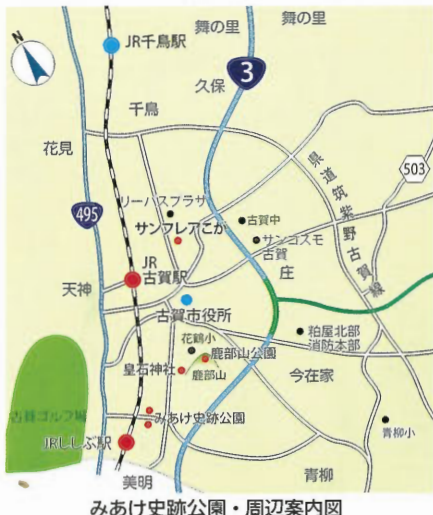 舞の里
舞の里
JR千鳥駅
N
3
久保
千鳥
花見
県道筑紫野古賀線
503
リーパスプラザ
サンフレアこが
古賀中
サンコスモ
古賀
495
JR
古賀駅
天神
庄
古賀市役所
粕屋北部
消防本部
花鶴小
鹿部山公園
皇石神社
鹿部山
今在家
みあけ史跡公園
古賀ゴルフ場
青柳小
JRししぶ駅
美明
青柳
みあけ史跡公園・周辺案内図